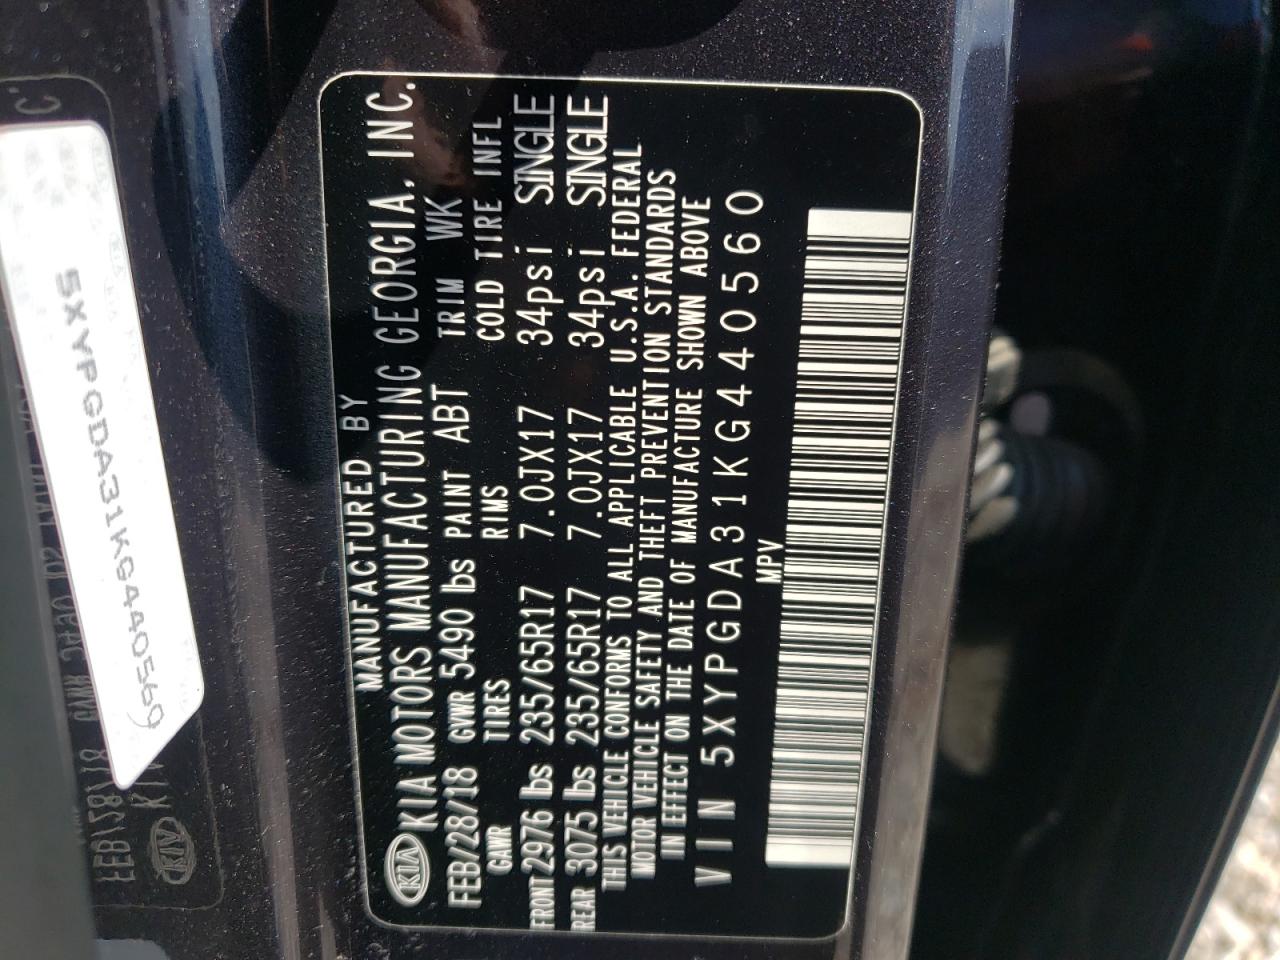 MANUFACTURED BY
KIA KIA MOTORS MANUFACTURING GEORGIA, INC.
FEB/28/18 GVWR 5490 lbs PAINT ABT TRIM WK
GAWR TIRES RIMS COLD TIRE INFL
FRONT 2976 lbs 235/65R17 7.0JX17 34psi SINGLE
REAR 3075 lbs 235/65R17 7.0JX17 34psi SINGLE
THIS VEHICLE CONFORMS TO ALL APPLICABLE U.S.A. FEDERAL
MOTOR VEHICLE SAFETY AND THEFT PREVENTION STANDARDS
IN EFFECT ON THE DATE OF MANUFACTURE SHOWN ABOVE
VIN 5XYPGDA31KG440560
MPV
5XYPGDA31KG440560